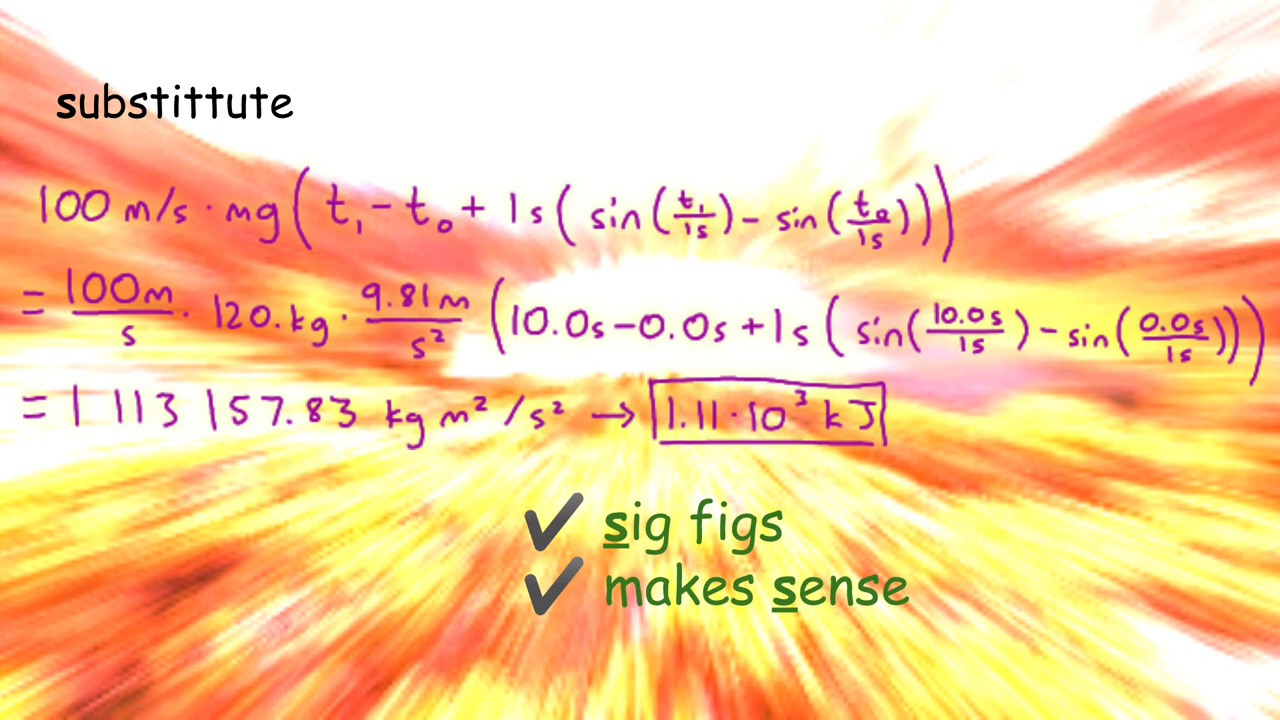 substittute
100 m/s · mg ( t₁ - t₀ + 1s ( sin ( t₁/1s ) - sin ( t₀/1s ) ) )
= 100m/s · 120. kg · 9.81m/s² ( 10.0s - 0.0s + 1s ( sin ( 10.0s/1s ) - sin ( 0.0s/1s ) ) )
= 1 113 157.83 kg m² / s² → 1.11 · 10³ kJ
✔ sig figs
✔ makes sense